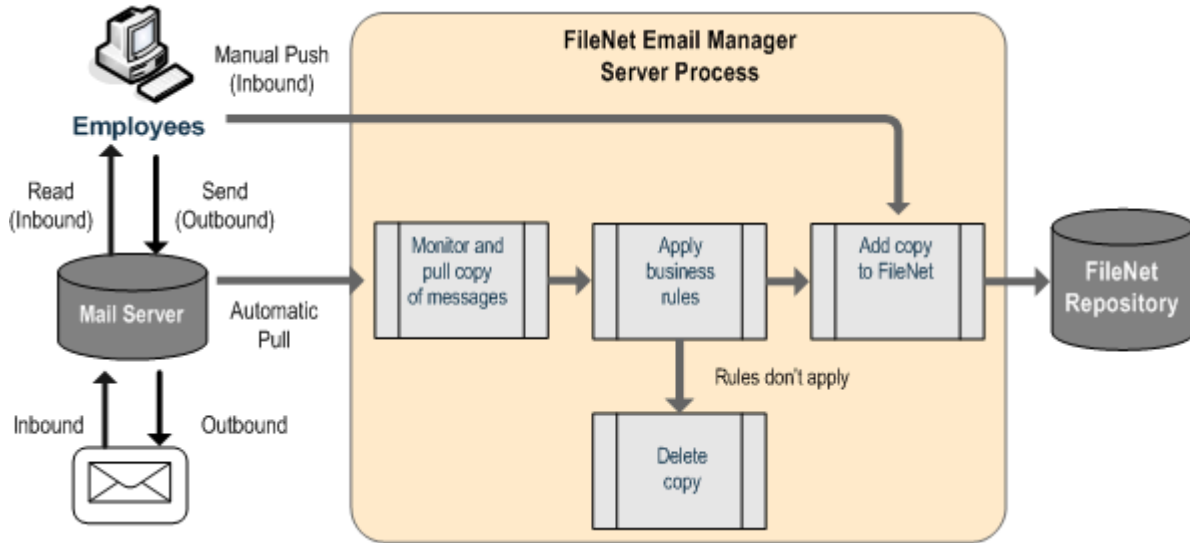 FileNet Email Manager
Server Process
Manual Push
(Inbound)
Employees
Read
(Inbound)
Send
(Outbound)
Monitor and
pull copy
of messages
Apply
business
rules
Add copy
to FileNet
FileNet
Repository
Mail Server
Automatic
Pull
Rules don't apply
Inbound
Outbound
Delete
copy